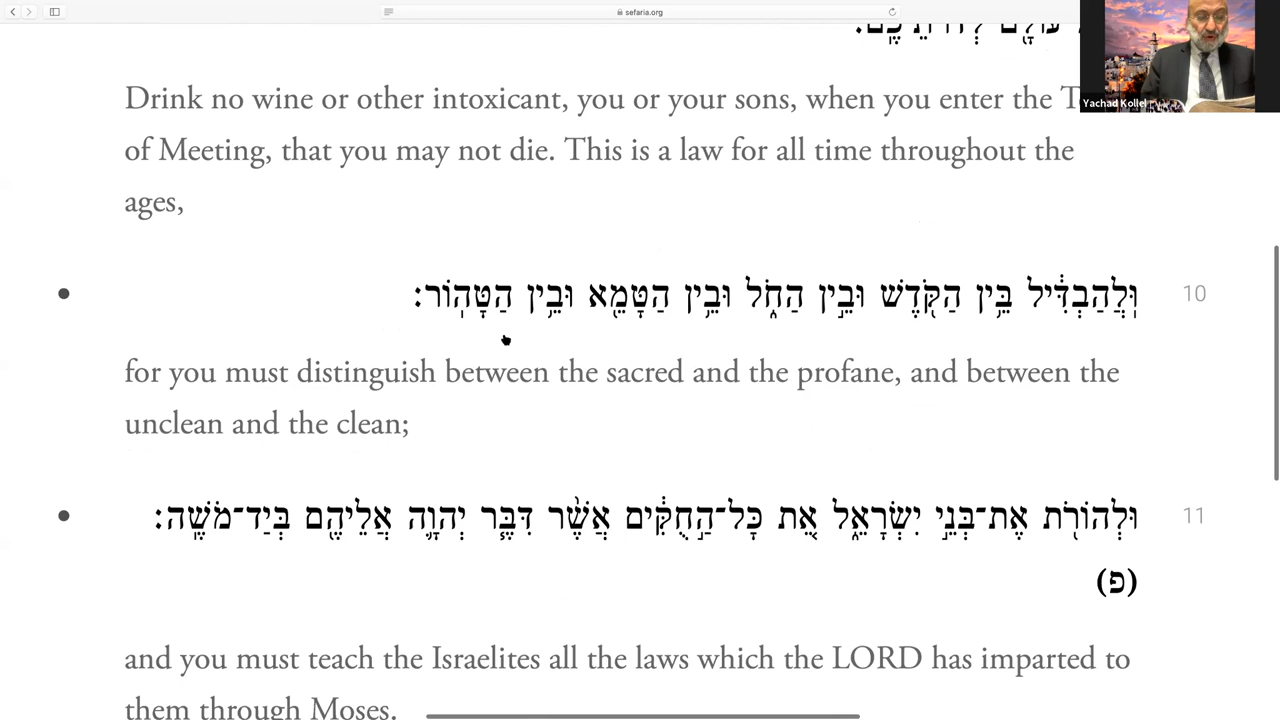 sefaria.org
עולם לדרתיכם׃
Yachad Kollel
Drink no wine or other intoxicant, you or your sons, when you enter the
of Meeting, that you may not die. This is a law for all time throughout the
ages,
10 וּֽלְהַבְדִּ֔יל בֵּ֥ין הַקֹּ֖דֶשׁ וּבֵ֣ין הַחֹ֑ל וּבֵ֥ין הַטָּמֵ֖א וּבֵ֥ין הַטָּהֽוֹר׃
for you must distinguish between the sacred and the profane, and between the
unclean and the clean;
11 וּלְהוֹרֹ֖ת אֶת־בְּנֵ֣י יִשְׂרָאֵ֑ל אֵ֚ת כָּל־הַ֣חֻקִּ֔ים אֲשֶׁ֨ר דִּבֶּ֧ר יְהוָ֛ה אֲלֵיהֶ֖ם בְּיַד־מֹשֶֽׁה׃
(פ)
and you must teach the Israelites all the laws which the LORD has imparted to
them through Moses.